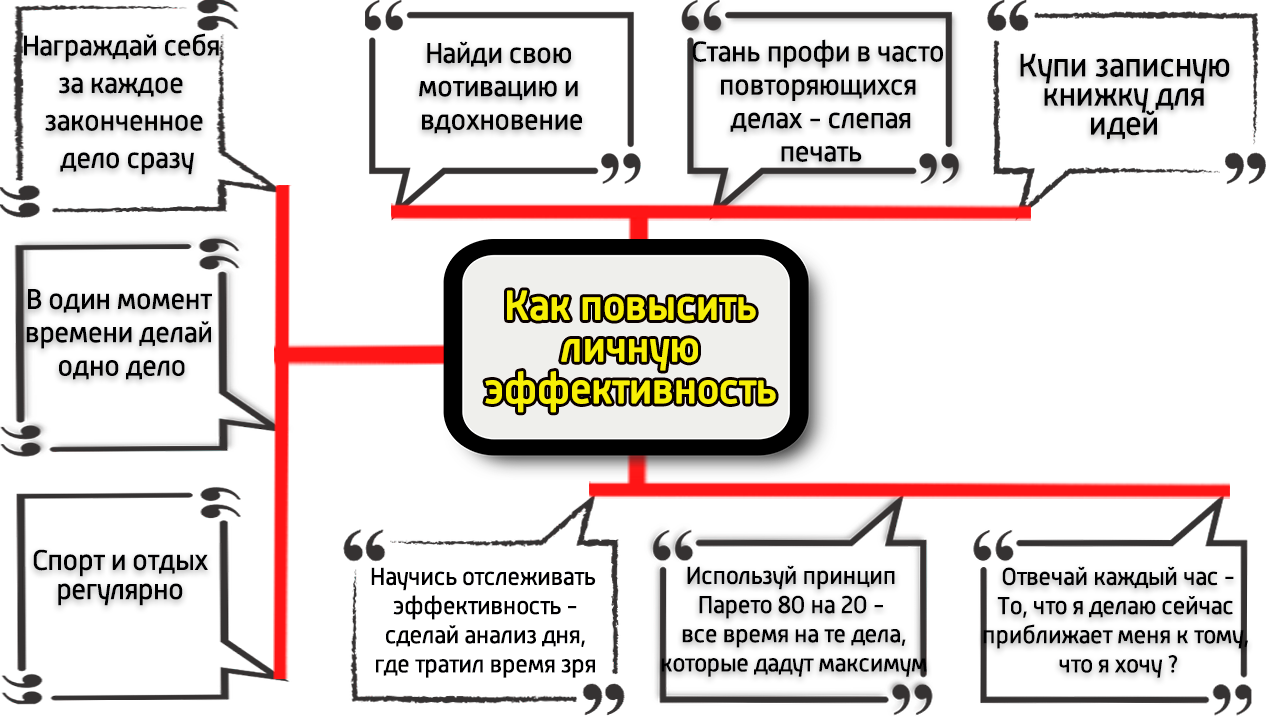 Награждай себя
за каждое
законченное
дело сразу
Найди свою
мотивацию и
вдохновение
Стань профи в часто
повторяющихся
делах - слепая
печать
Купи записную
книжку для
идей
В один момент
времени делай
одно дело
Как повысить
личную
эффективность
Спорт и отдых
регулярно
Научись отслеживать
эффективность -
сделай анализ дня,
где тратил время зря
Используй принцип
Парето 80 на 20 -
все время на те дела,
которые дадут максимум
Отвечай каждый час -
То, что я делаю сейчас
приближает меня к тому,
что я хочу ?